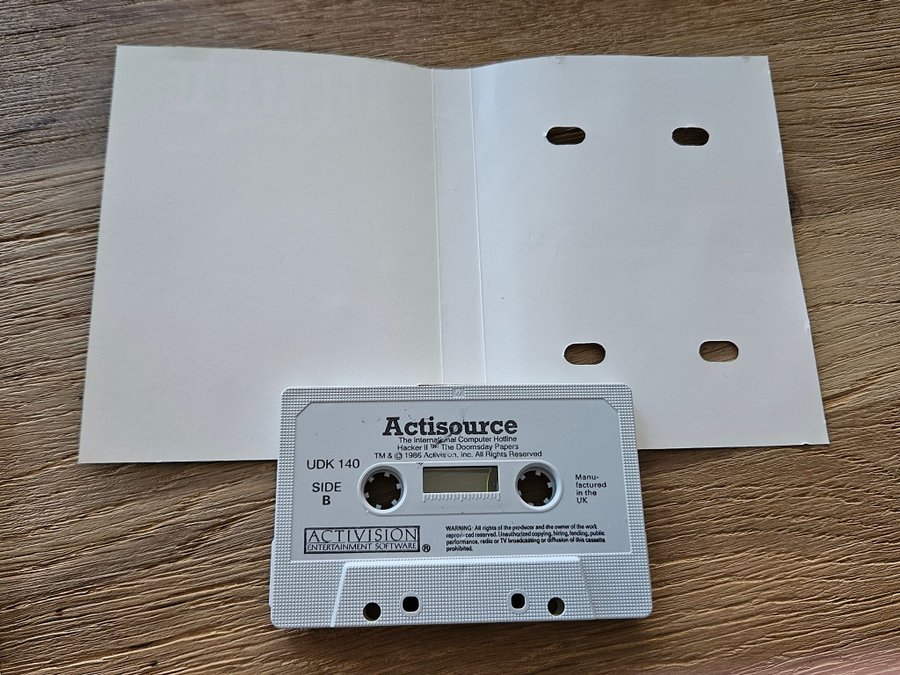 Actisource
The International Computer Hotline
Hacker II ™ The Doomsday Papers
TM & © 1986 Activision, Inc. All Rights Reserved
UDK 140
SIDE
B
Manu-
factured
in the
UK
ACTIVISION
ENTERTAINMENT SOFTWARE ®
WARNING: All rights of the producer and the owner of the work
reproduced reserved. Unauthorized copying, hiring, lending, public
performance, radio or TV broadcasting or diffusion of this cassette
prohibited.